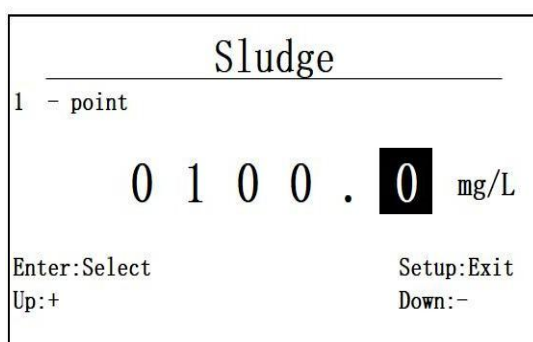 Sludge
1 - point
0 1 0 0 . 0 mg/L
Enter:Select Setup:Exit
Up:+ Down:-